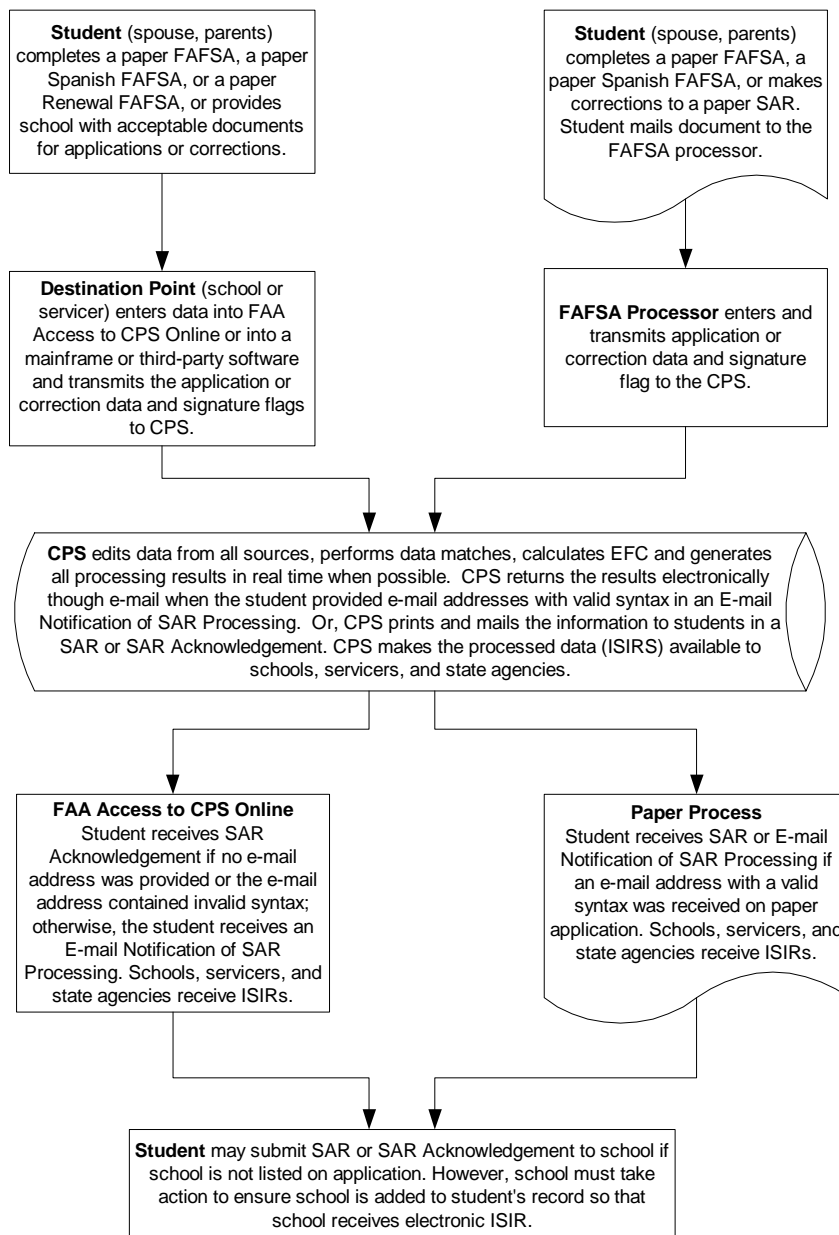 Student (spouse, parents)
completes a paper FAFSA, a paper
Spanish FAFSA, or a paper
Renewal FAFSA, or provides
school with acceptable documents
for applications or corrections.
Student (spouse, parents)
completes a paper FAFSA, a
paper Spanish FAFSA, or makes
corrections to a paper SAR.
Student mails document to the
FAFSA processor.
Destination Point (school or
servicer) enters data into FAA
Access to CPS Online or into a
mainframe or third-party software
and transmits the application or
correction data and signature flags
to CPS.
FAFSA Processor enters and
transmits application or
correction data and signature
flag to the CPS.
CPS edits data from all sources, performs data matches, calculates EFC and generates
all processing results in real time when possible. CPS returns the results electronically
though e-mail when the student provided e-mail addresses with valid syntax in an E-mail
Notification of SAR Processing. Or, CPS prints and mails the information to students in a
SAR or SAR Acknowledgement. CPS makes the processed data (ISIRS) available to
schools, servicers, and state agencies.
FAA Access to CPS Online
Student receives SAR
Acknowledgement if no e-mail
address was provided or the e-mail
address contained invalid syntax;
otherwise, the student receives an
E-mail Notification of SAR
Processing. Schools, servicers, and
state agencies receive ISIRs.
Paper Process
Student receives SAR or E-mail
Notification of SAR Processing if
an e-mail address with a valid
syntax was received on paper
application. Schools, servicers, and
state agencies receive ISIRs.
Student may submit SAR or SAR Acknowledgement to school if
school is not listed on application. However, school must take
action to ensure school is added to student's record so that
school receives electronic ISIR.